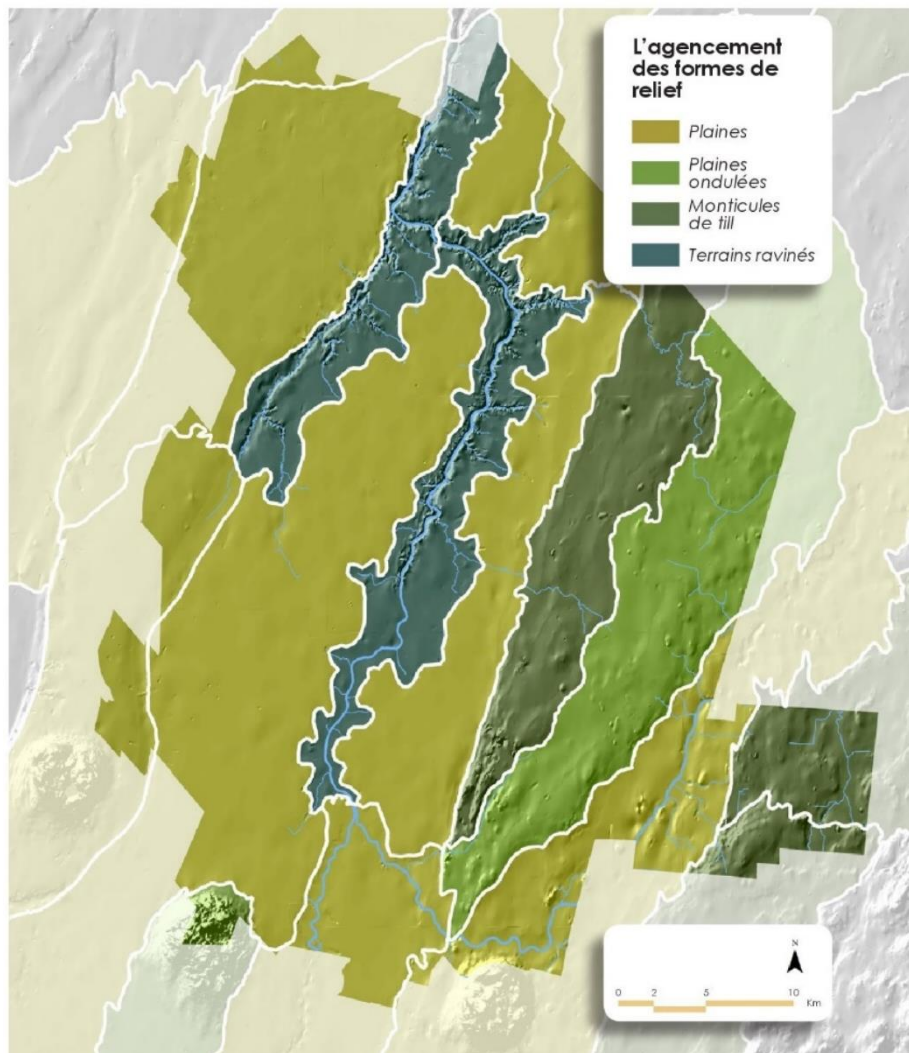 L'agencement
des formes de
relief
Plaines
Plaines
ondulées
Monticules
de till
Terrains ravinés
N
0 2 5 10
Km